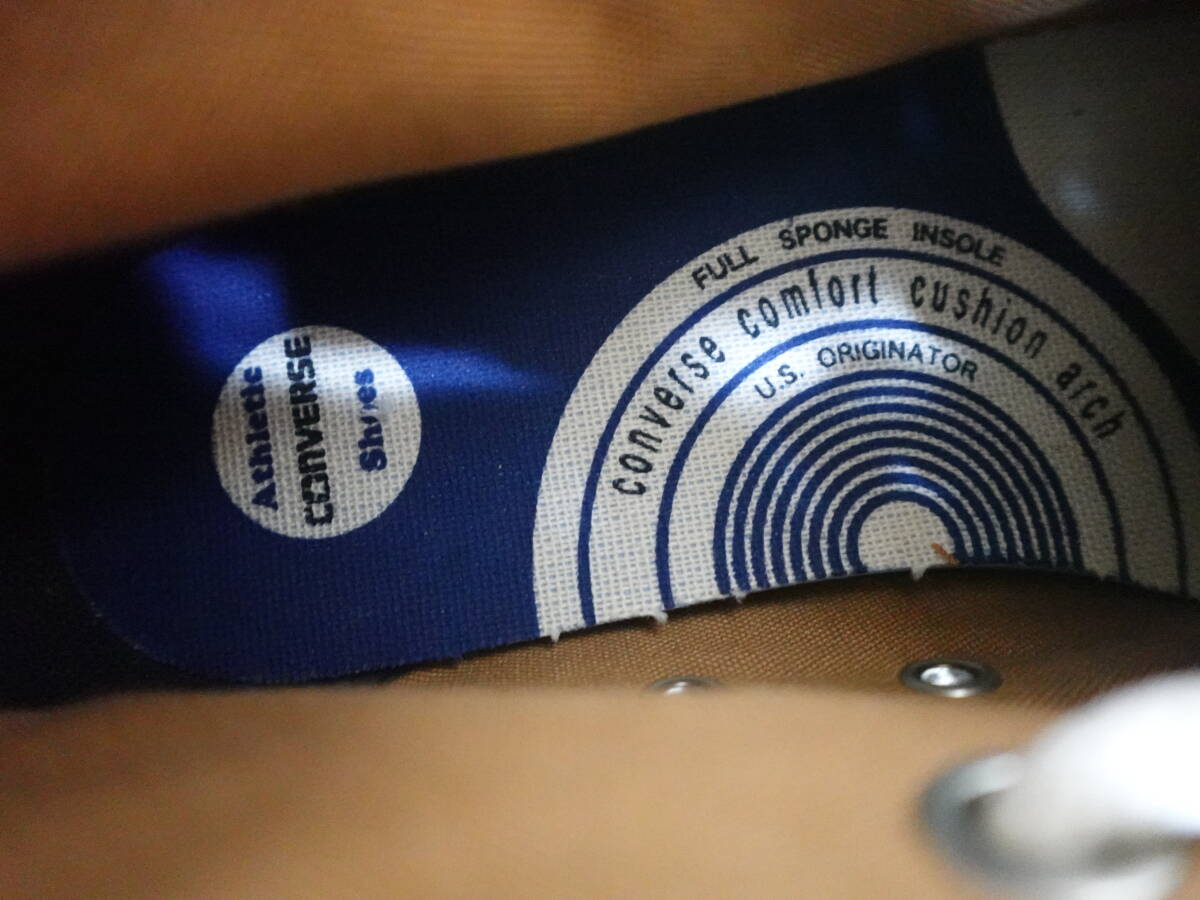 Athletic
CONVERSE
Shoes
FULL SPONGE INSOLE
converse comfort cushion arch
U.S. ORIGINATOR